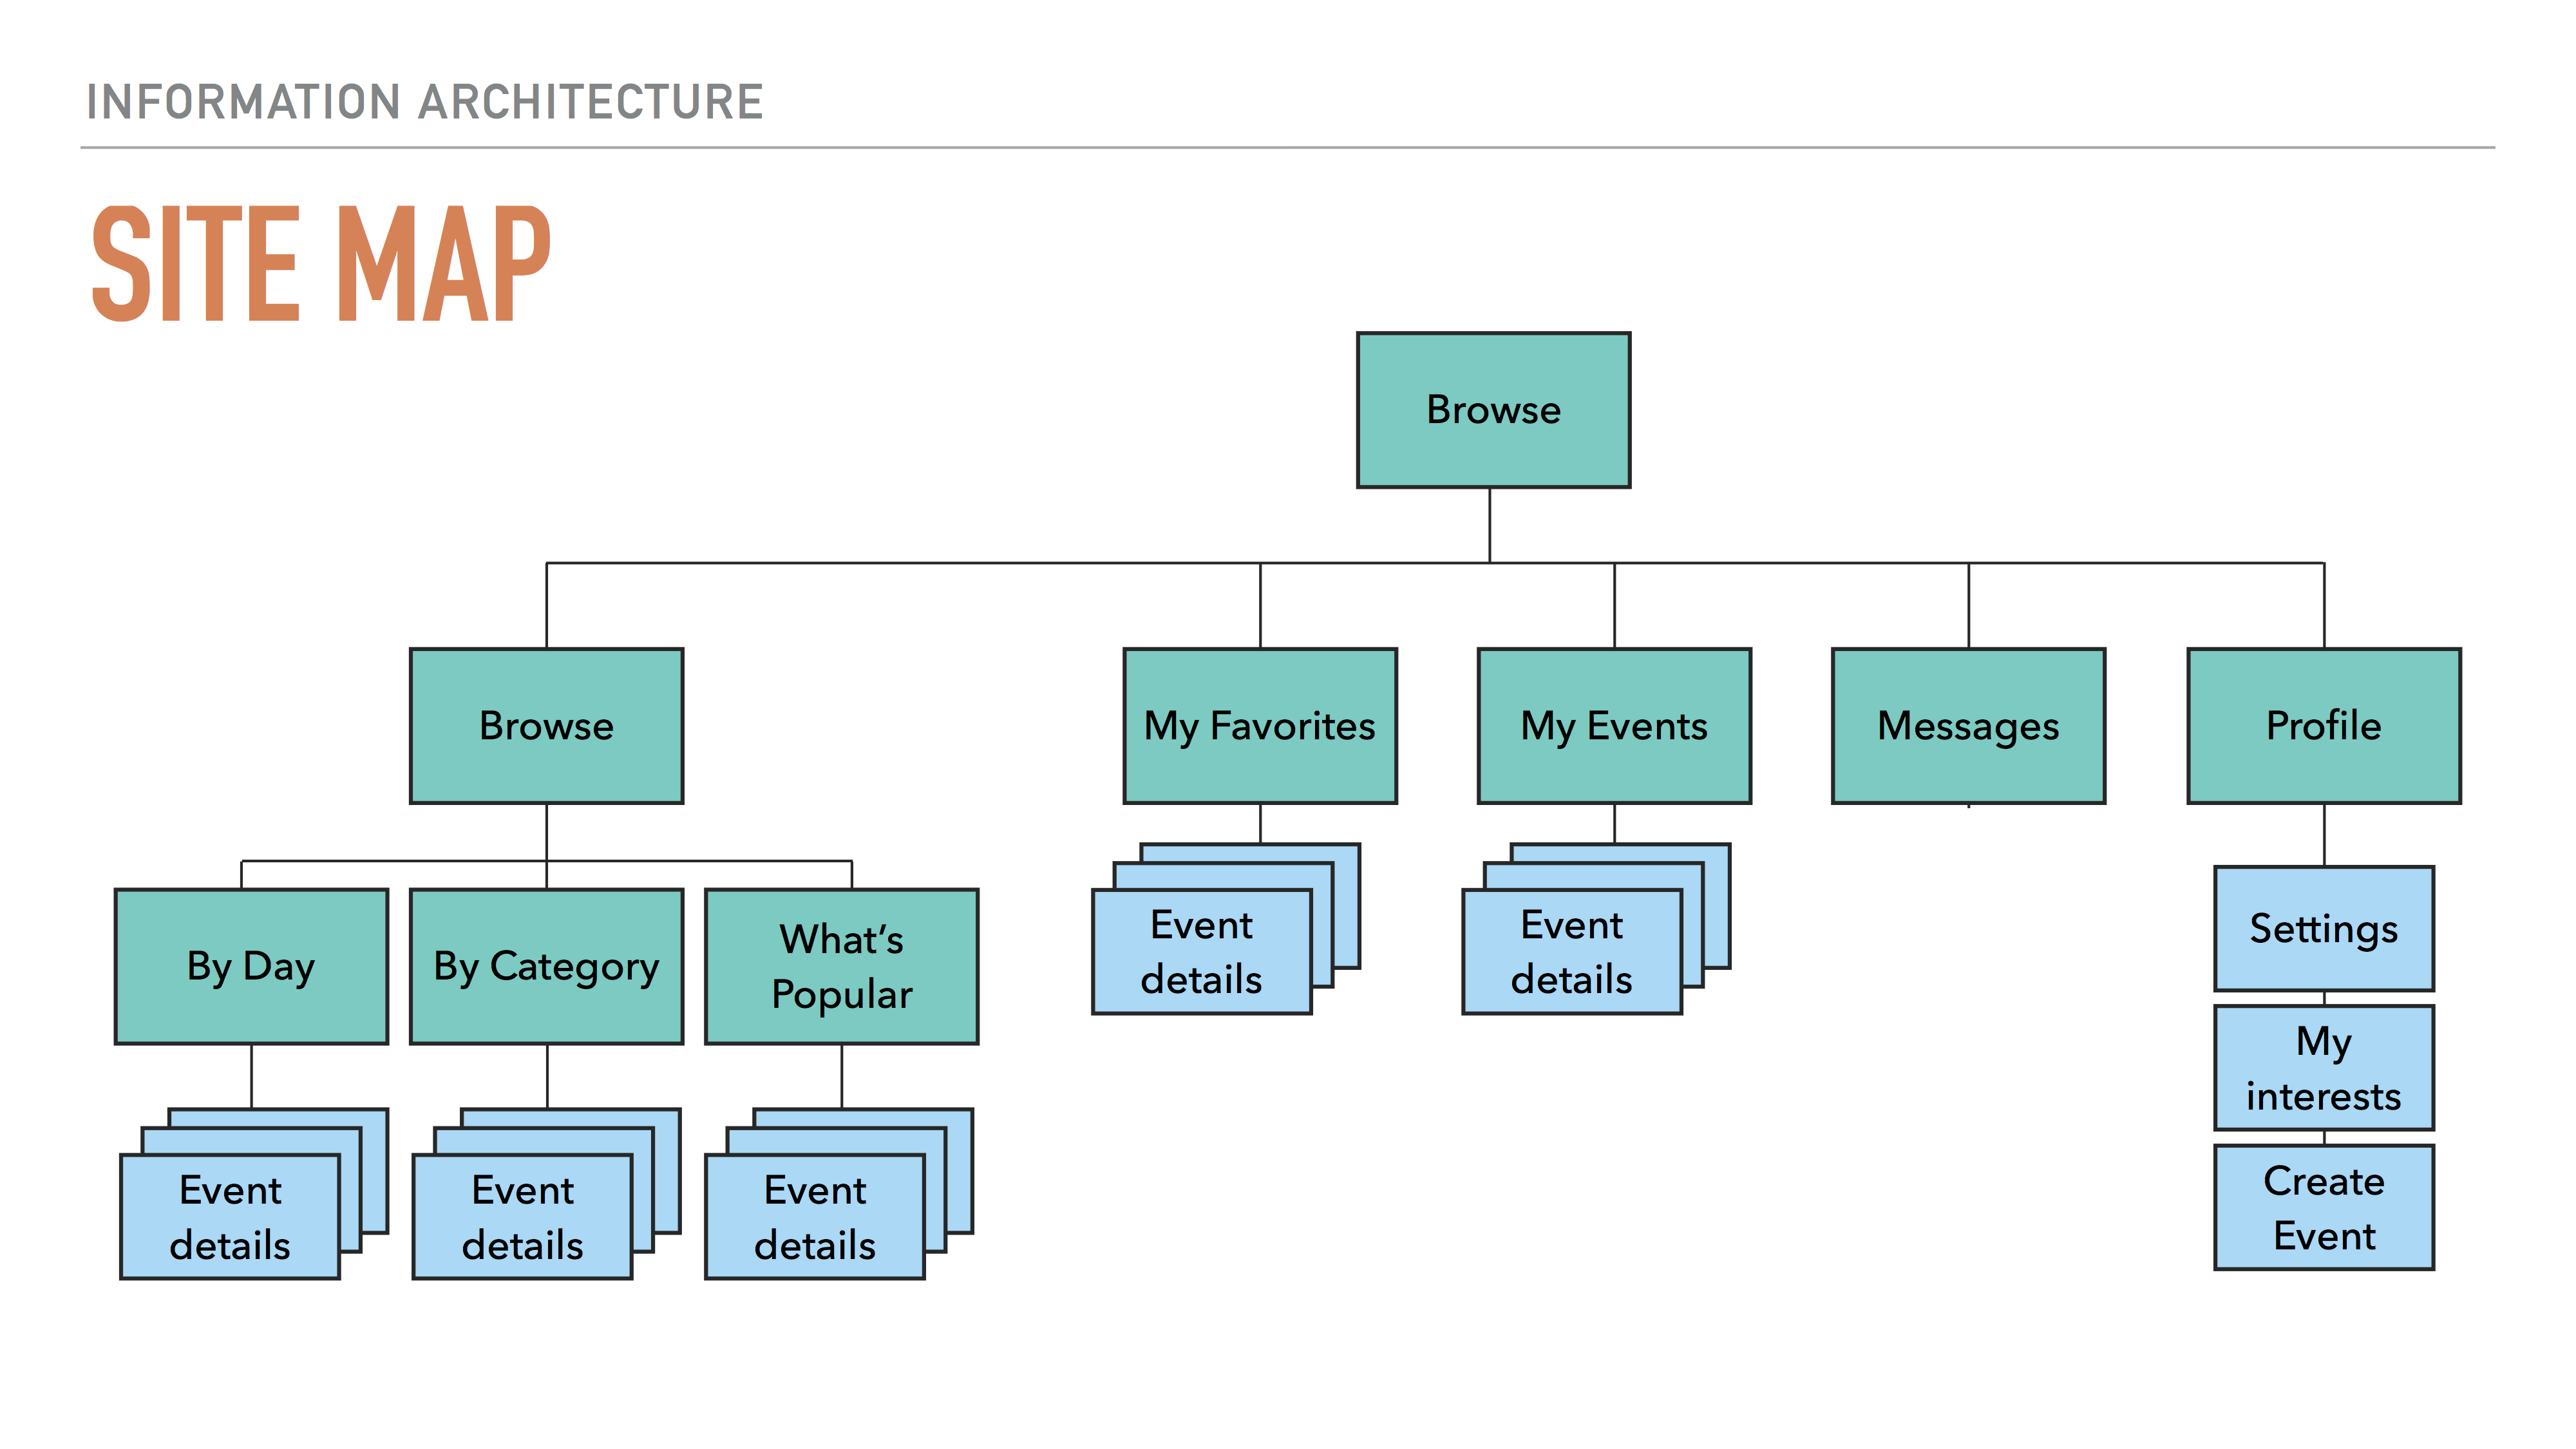 INFORMATION ARCHITECTURE
SITE MAP
Browse
Browse
My Favorites
My Events
Messages
Profile
By Day
By Category
What’s
Popular
Event
details
Event
details
Settings
My
interests
Create
Event
Event
details
Event
details
Event
details